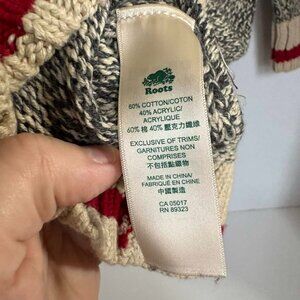 Roots
60% COTTON/COTON
40% ACRYLIC/
ACRYLIQUE
60% 棉 40% 壓克力纖維
EXCLUSIVE OF TRIMS/
GARNITURES NON
COMPRISES
不包括點綴物
MADE IN CHINA/
FABRIQUÉ EN CHINE
中國製造
CA 05017
RN 89323